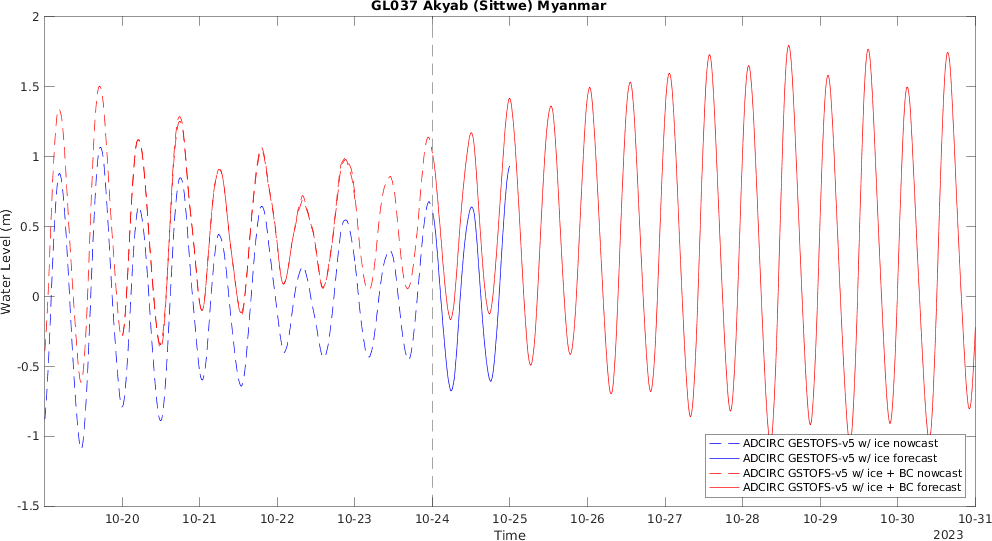 GL037 Akyab (Sittwe) Myanmar
Water Level (m)
2
1.5
1
0.5
0
-0.5
-1
-1.5
10-20 10-21 10-22 10-23 10-24 10-25 10-26 10-27 10-28 10-29 10-30 10-31
Time
2023
ADCIRC GESTOFS-v5 w/ ice nowcast
ADCIRC GESTOFS-v5 w/ ice forecast
ADCIRC GSTOFS-v5 w/ ice + BC nowcast
ADCIRC GSTOFS-v5 w/ ice + BC forecast